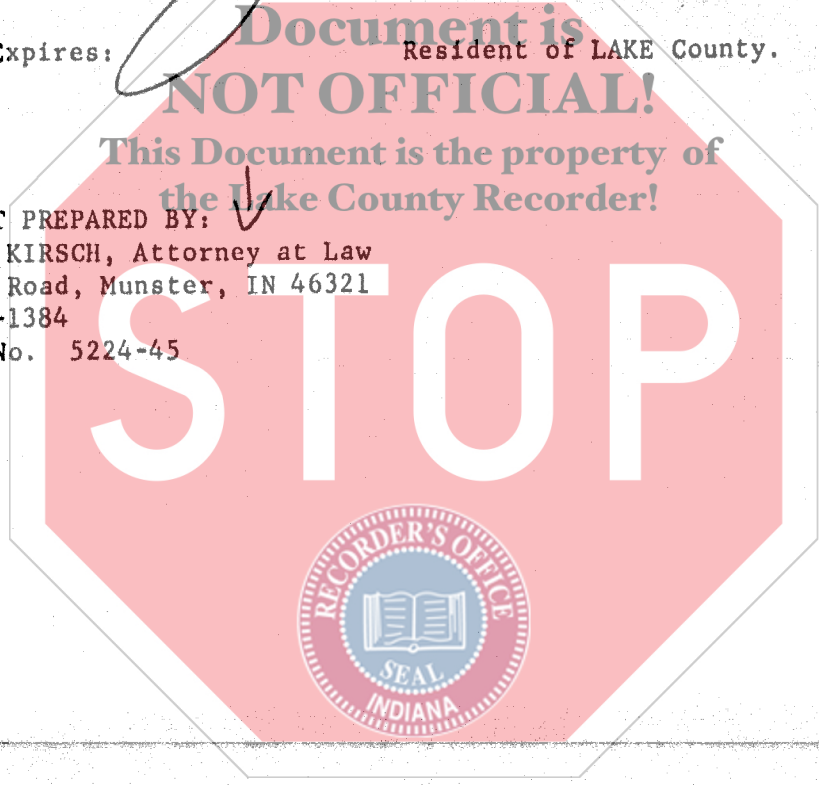 Document is
Expires: Resident of LAKE County.
NOT OFFICIAL!
This Document is the property of
the Lake County Recorder!
PREPARED BY:
KIRSCH, Attorney at Law
Road, Munster, IN 46321
-1384
No. 5224-45
STOP
RECORDER'S OFFICE
SEAL
INDIANA